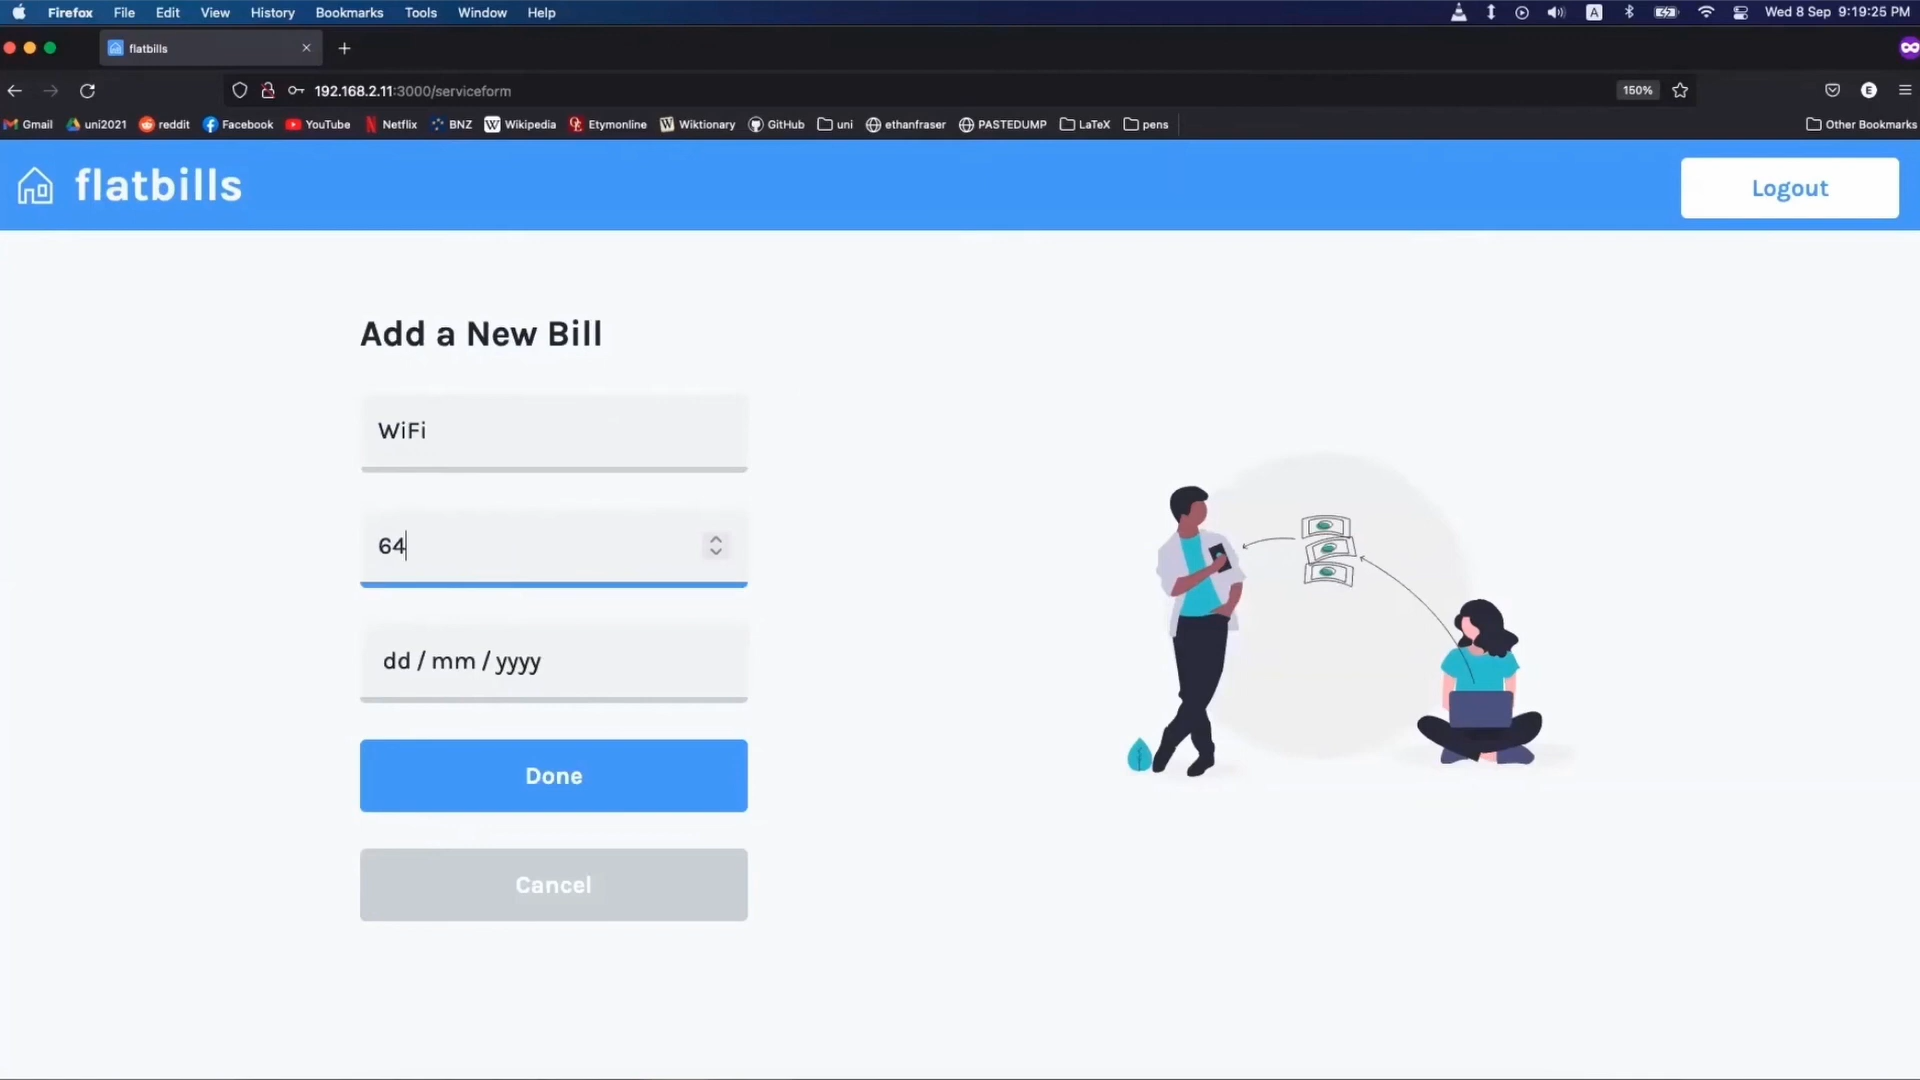 Firefox File Edit View History Bookmarks Tools Window Help A Wed 8 Sep 9:19:25 PM
flatbills
192.168.2.11:3000/serviceform 150% E
Gmail uni2021 reddit Facebook YouTube Netflix BNZ Wikipedia Etymonline Wiktionary GitHub uni ethanfraser PASTEDUMP LaTeX pens Other Bookmarks
flatbills Logout
Add a New Bill
WiFi
64
dd / mm / yyyy
Done
Cancel